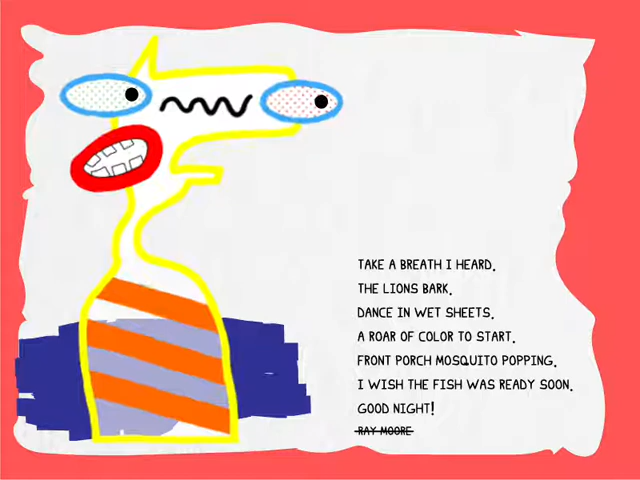 TAKE A BREATH I HEARD.
THE LIONS BARK.
DANCE IN WET SHEETS.
A ROAR OF COLOR TO START.
FRONT PORCH MOSQUITO POPPING.
I WISH THE FISH WAS READY SOON.
GOOD NIGHT!
RAY MOORE